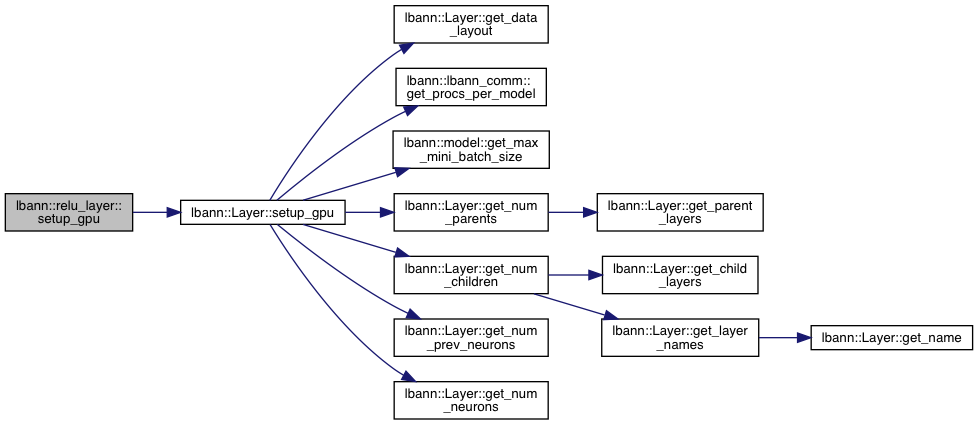 lbann::relu_layer::
setup_gpu
lbann::Layer::setup_gpu
lbann::Layer::get_data
_layout
lbann::lbann_comm::
get_procs_per_model
lbann::model::get_max
_mini_batch_size
lbann::Layer::get_num
_parents
lbann::Layer::get_parent
_layers
lbann::Layer::get_num
_children
lbann::Layer::get_child
_layers
lbann::Layer::get_layer
_names
lbann::Layer::get_name
lbann::Layer::get_num
_prev_neurons
lbann::Layer::get_num
_neurons